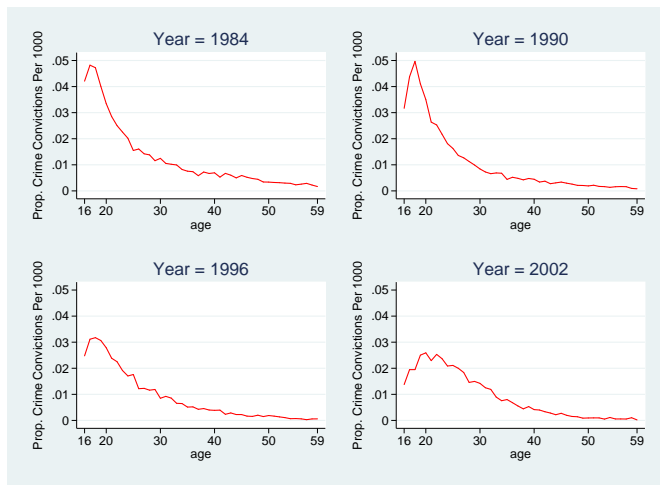 Year = 1984
Prop. Crime Convictions Per 1000
.05
.04
.03
.02
.01
0
16 20 30 40 50 59
age
Year = 1990
Prop. Crime Convictions Per 1000
.05
.04
.03
.02
.01
0
16 20 30 40 50 59
age
Year = 1996
Prop. Crime Convictions Per 1000
.05
.04
.03
.02
.01
0
16 20 30 40 50 59
age
Year = 2002
Prop. Crime Convictions Per 1000
.05
.04
.03
.02
.01
0
16 20 30 40 50 59
age